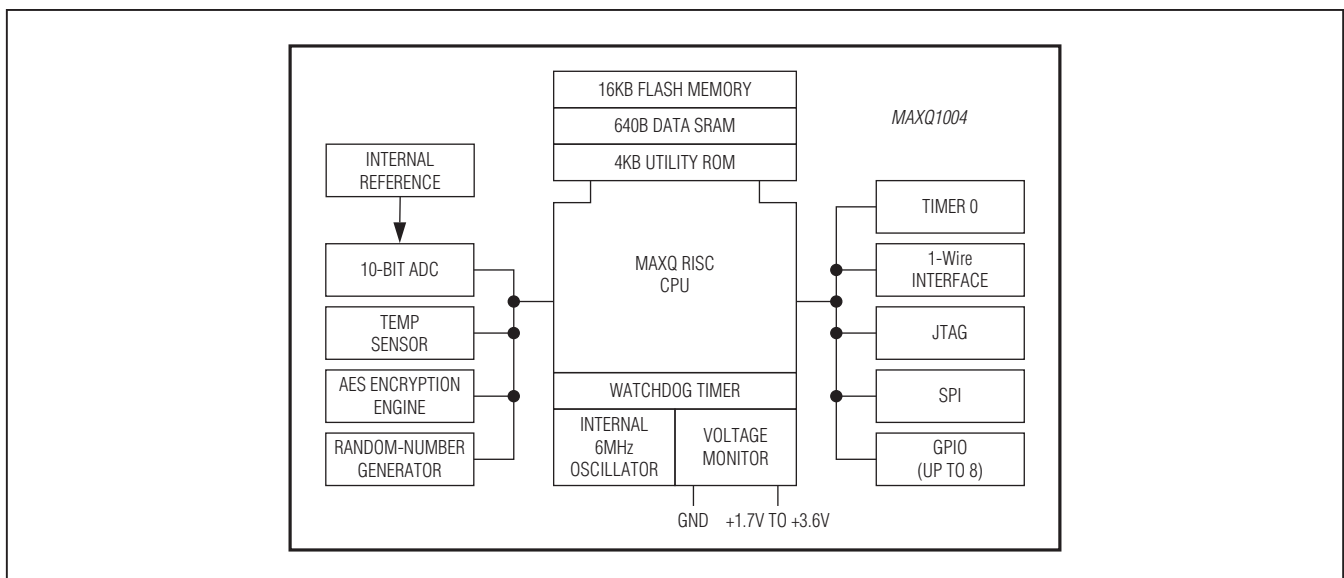 16KB FLASH MEMORY
640B DATA SRAM
4KB UTILITY ROM
MAXQ1004
INTERNAL
REFERENCE
10-BIT ADC
TEMP
SENSOR
AES ENCRYPTION
ENGINE
RANDOM-NUMBER
GENERATOR
MAXQ RISC
CPU
WATCHDOG TIMER
INTERNAL
6MHz
OSCILLATOR
VOLTAGE
MONITOR
GND
+1.7V TO +3.6V
TIMER 0
1-Wire
INTERFACE
JTAG
SPI
GPIO
(UP TO 8)